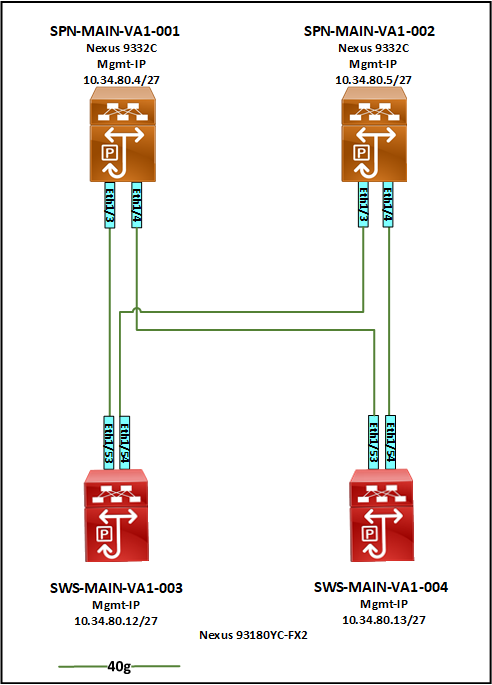 SPN-MAIN-VA1-001
Nexus 9332C
Mgmt-IP
10.34.80.4/27
SPN-MAIN-VA1-002
Nexus 9332C
Mgmt-IP
10.34.80.5/27
P
P
Eth1/3
Eth1/4
Eth1/3
Eth1/4
Eth1/53
Eth1/54
Eth1/53
Eth1/54
P
P
SWS-MAIN-VA1-003
Mgmt-IP
10.34.80.12/27
SWS-MAIN-VA1-004
Mgmt-IP
10.34.80.13/27
Nexus 93180YC-FX2
40g